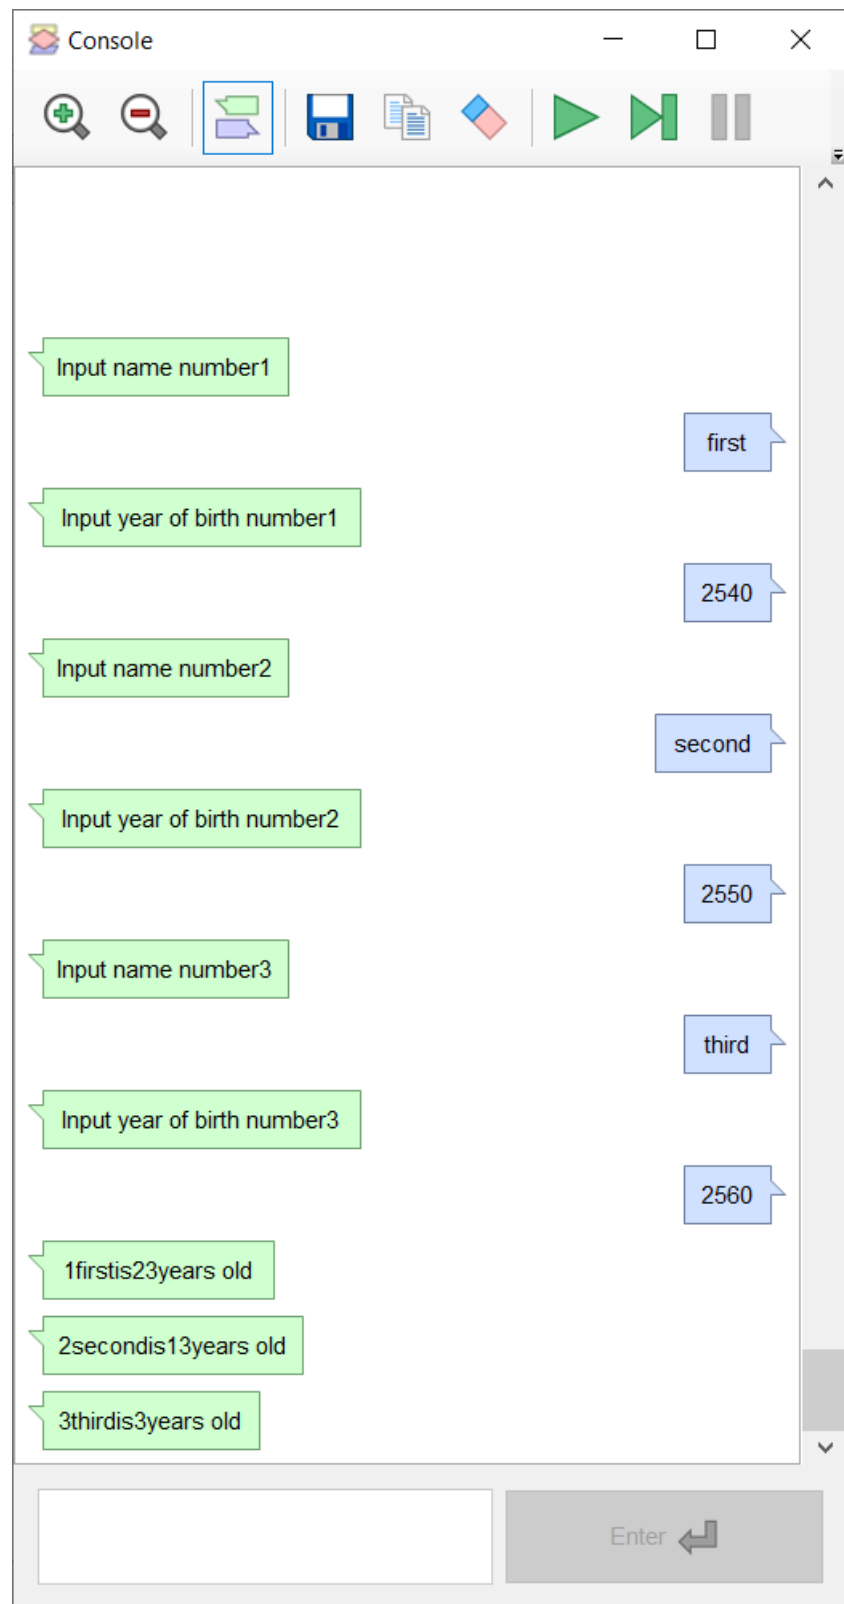 Console
Input name number1
first
Input year of birth number1
2540
Input name number2
second
Input year of birth number2
2550
Input name number3
third
Input year of birth number3
2560
1firstis23years old
2secondis13years old
3thirdis3years old
Enter